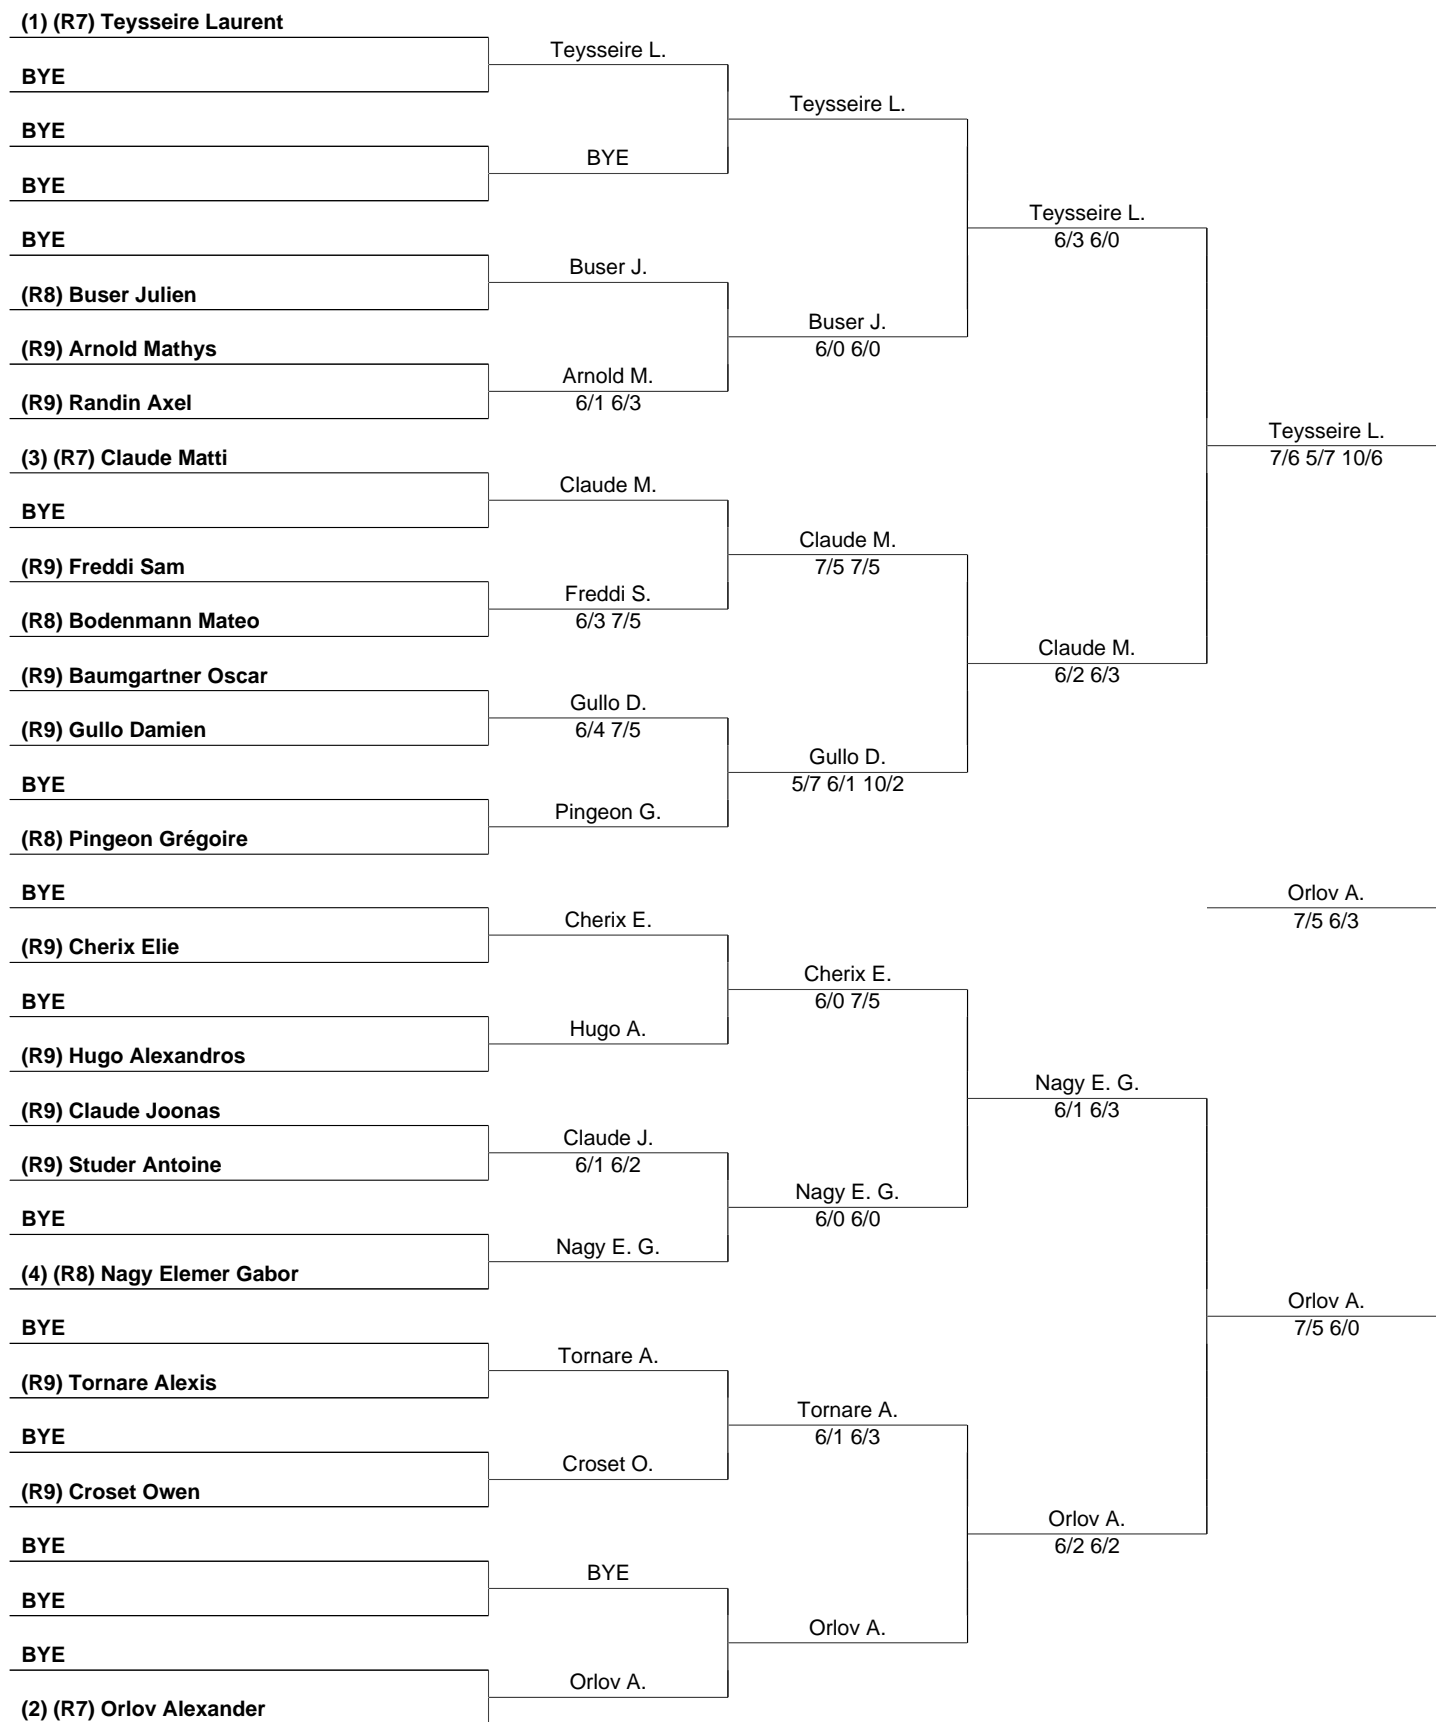 (1) (R7) Teysseire Laurent
BYE
BYE
BYE
BYE
(R8) Buser Julien
(R9) Arnold Mathys
(R9) Randin Axel
(3) (R7) Claude Matti
BYE
(R9) Freddi Sam
(R8) Bodenmann Mateo
(R9) Baumgartner Oscar
(R9) Gullo Damien
BYE
(R8) Pingeon Grégoire
BYE
(R9) Cherix Elie
BYE
(R9) Hugo Alexandros
(R9) Claude Joonas
(R9) Studer Antoine
BYE
(4) (R8) Nagy Elemer Gabor
BYE
(R9) Tornare Alexis
BYE
(R9) Croset Owen
BYE
BYE
BYE
(2) (R7) Orlov Alexander
Teysseire L.
BYE
Buser J.
Arnold M.
6/1 6/3
Claude M.
Freddi S.
6/3 7/5
Gullo D.
6/4 7/5
Pingeon G.
Cherix E.
Hugo A.
Claude J.
6/1 6/2
Nagy E. G.
Tornare A.
Croset O.
BYE
Orlov A.
Teysseire L.
Buser J.
6/0 6/0
Claude M.
7/5 7/5
Gullo D.
5/7 6/1 10/2
Cherix E.
6/0 7/5
Nagy E. G.
6/0 6/0
Tornare A.
6/1 6/3
Orlov A.
Teysseire L.
6/3 6/0
Claude M.
6/2 6/3
Nagy E. G.
6/1 6/3
Orlov A.
6/2 6/2
Teysseire L.
7/6 5/7 10/6
Orlov A.
7/5 6/3
Orlov A.
7/5 6/0